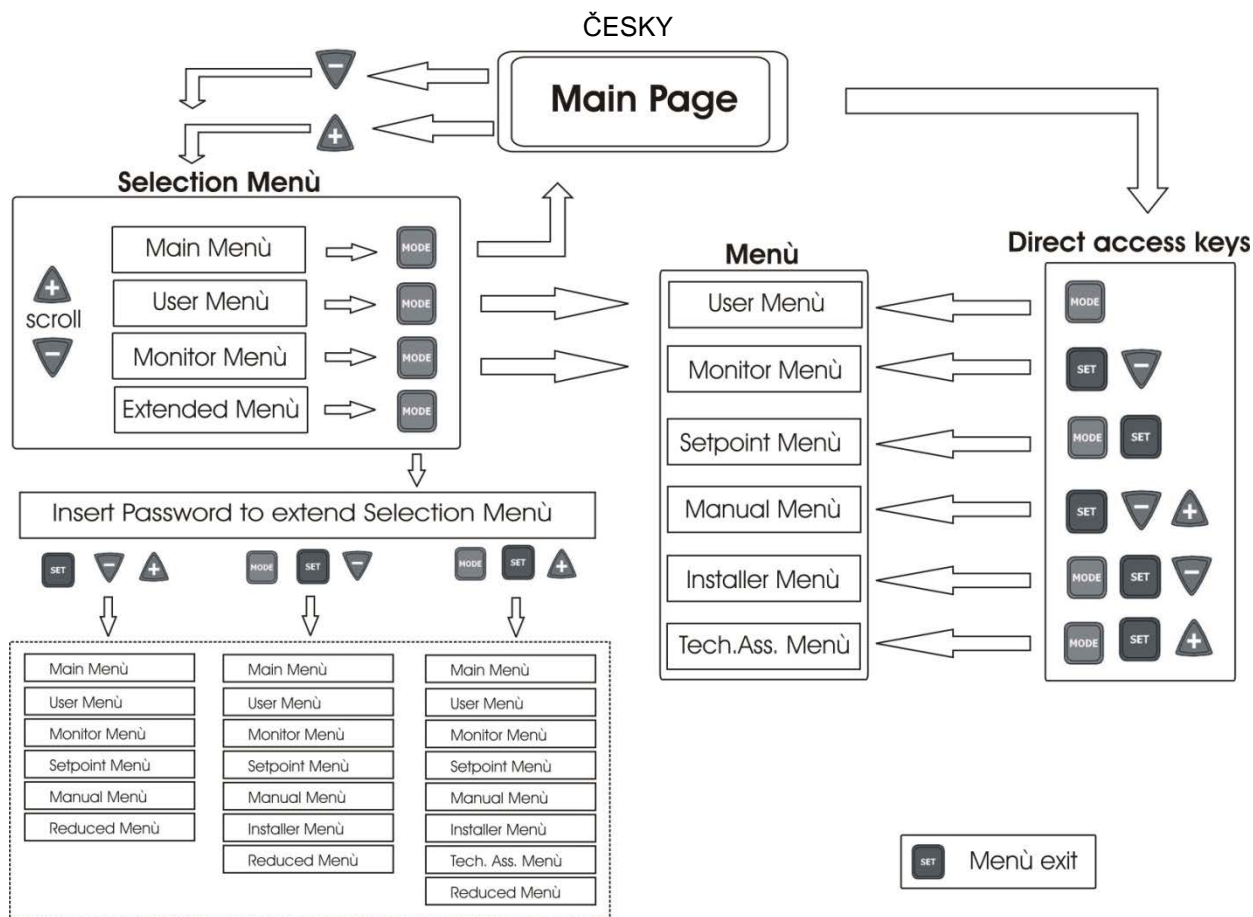 ČESKY
Main Page
Selection Menù
Main Menù
MODE
User Menù
MODE
Monitor Menù
MODE
Extended Menù
MODE
scroll
Insert Password to extend Selection Menù
SET
MODE SET
MODE SET
Main Menù
User Menù
Monitor Menù
Setpoint Menù
Manual Menù
Reduced Menù
Main Menù
User Menù
Monitor Menù
Setpoint Menù
Manual Menù
Installer Menù
Reduced Menù
Main Menù
User Menù
Monitor Menù
Setpoint Menù
Manual Menù
Installer Menù
Tech. Ass. Menù
Reduced Menù
Menù
User Menù
Monitor Menù
Setpoint Menù
Manual Menù
Installer Menù
Tech.Ass. Menù
Direct access keys
MODE
SET
MODE SET
SET
MODE SET
MODE SET
SET Menù exit